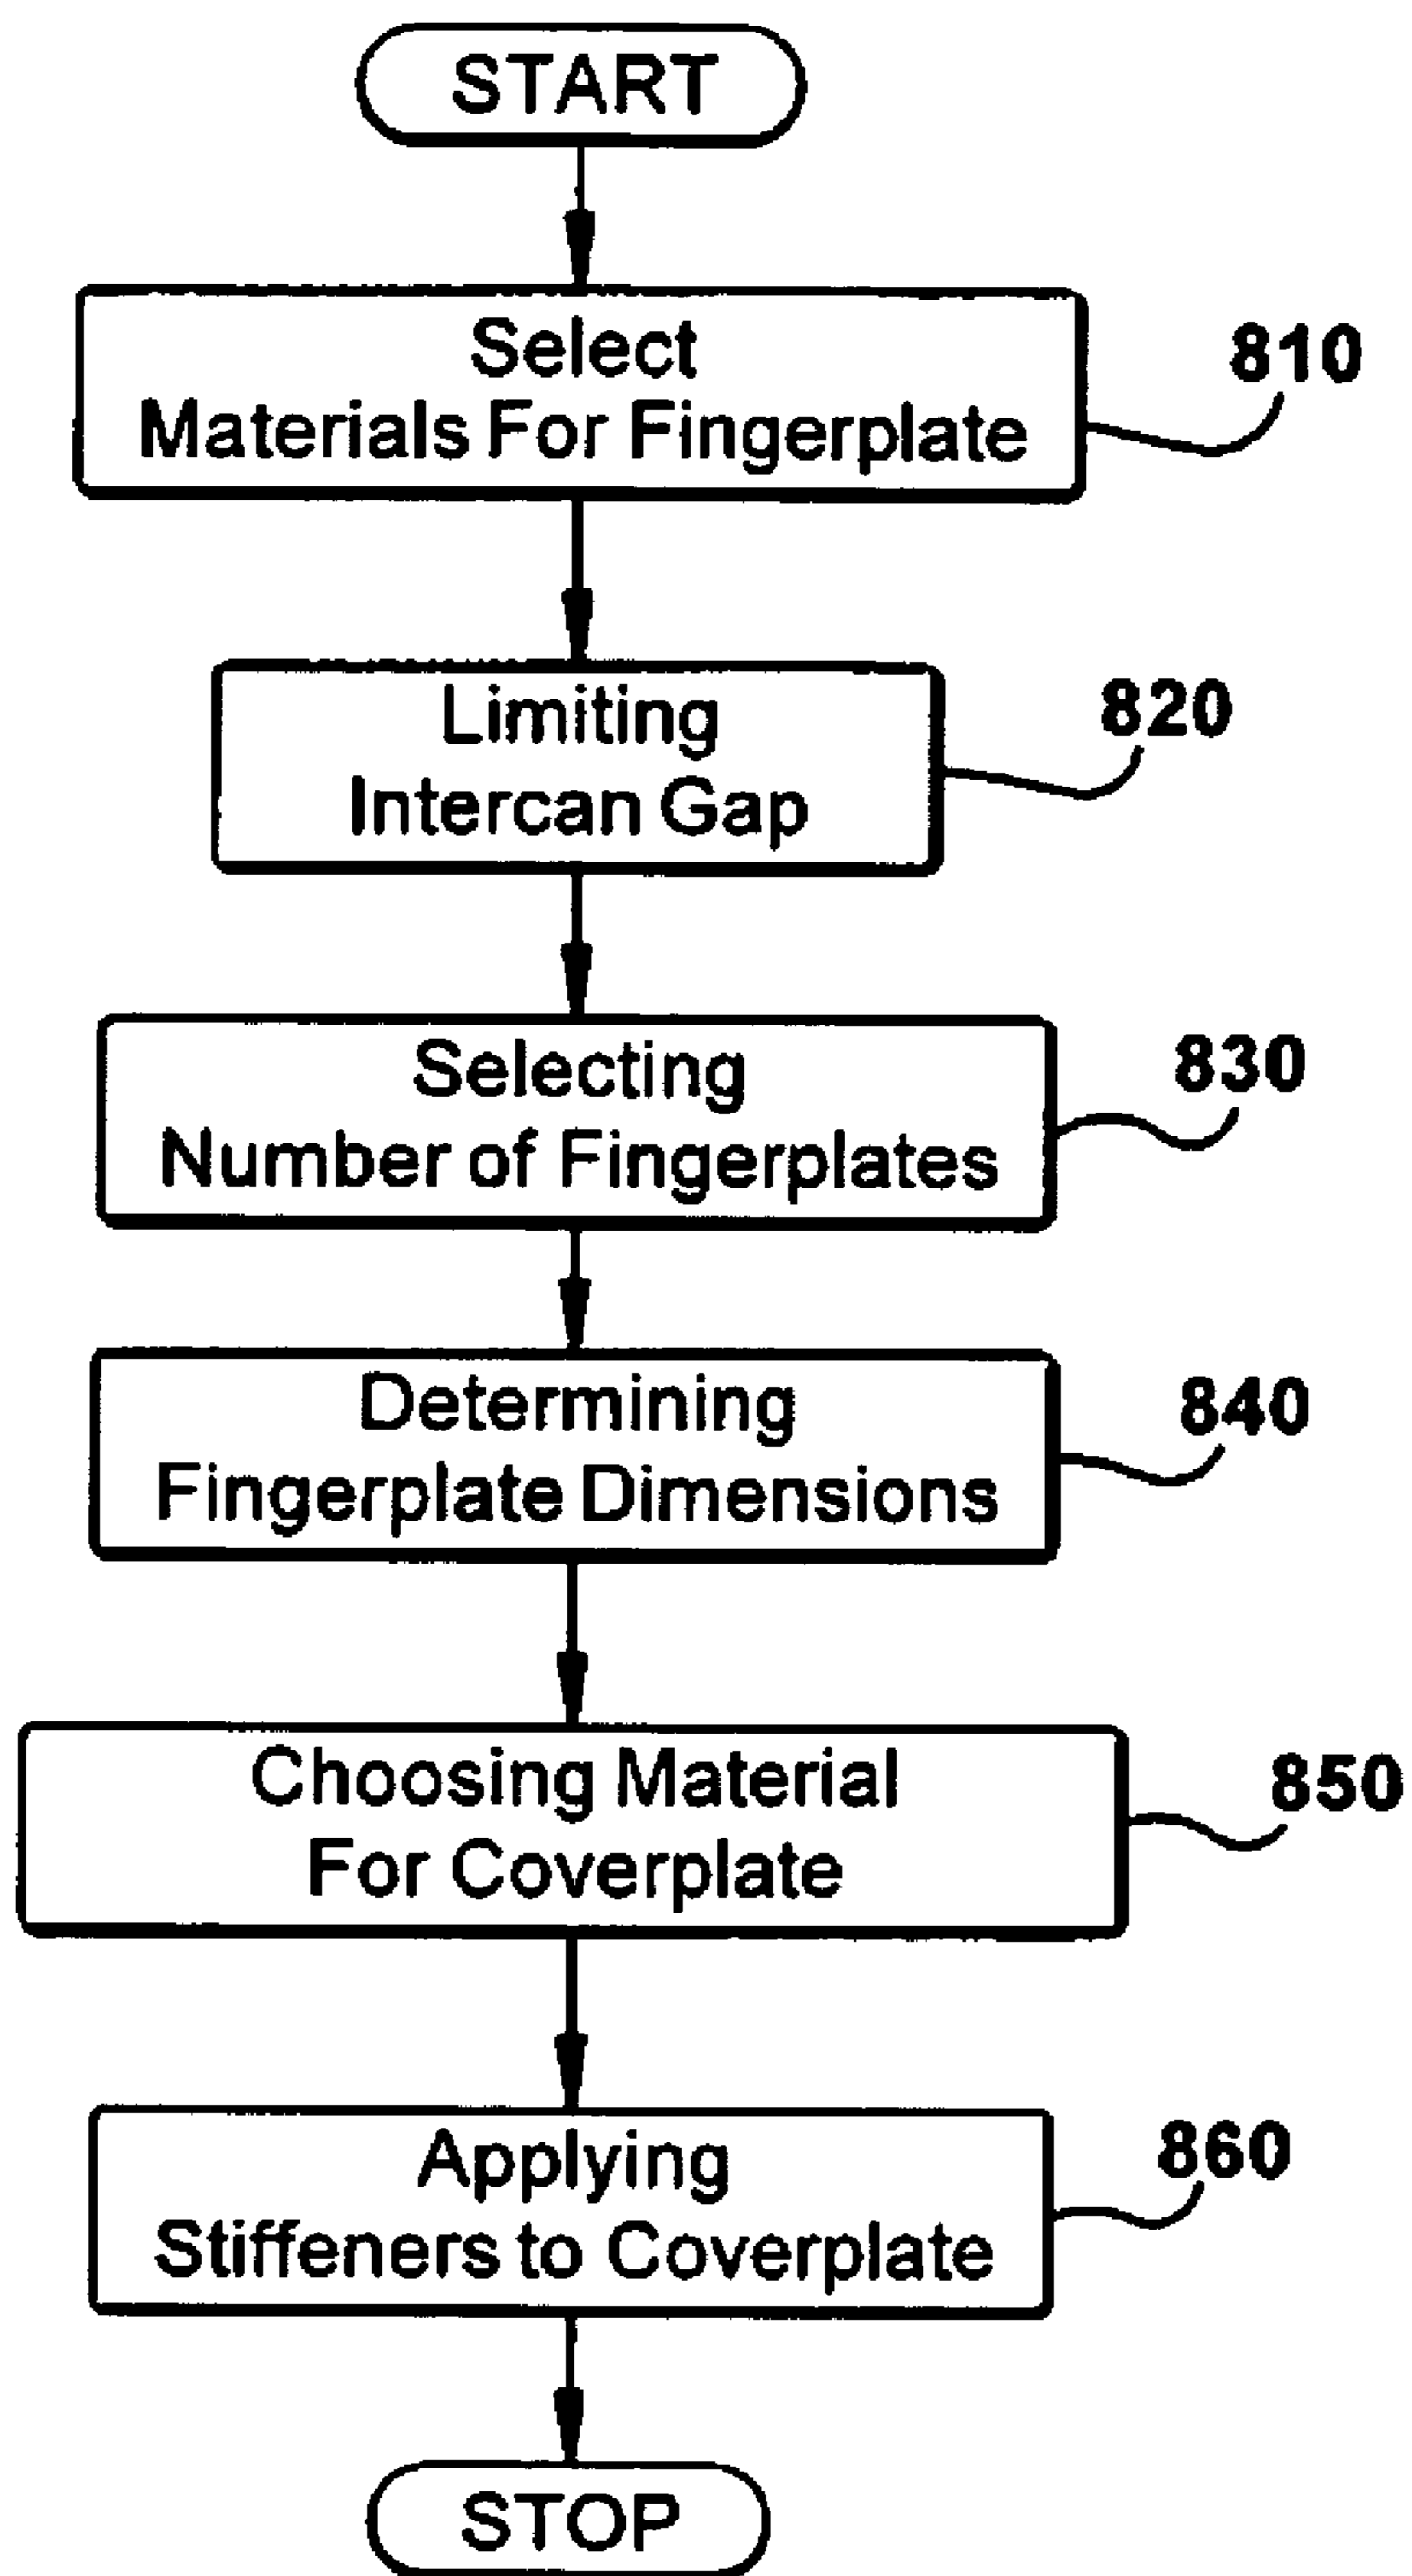 START
Select
Materials For Fingerplate
810
Limiting
Intercan Gap
820
Selecting
Number of Fingerplates
830
Determining
Fingerplate Dimensions
840
Choosing Material
For Coverplate
850
Applying
Stiffeners to Coverplate
860
STOP